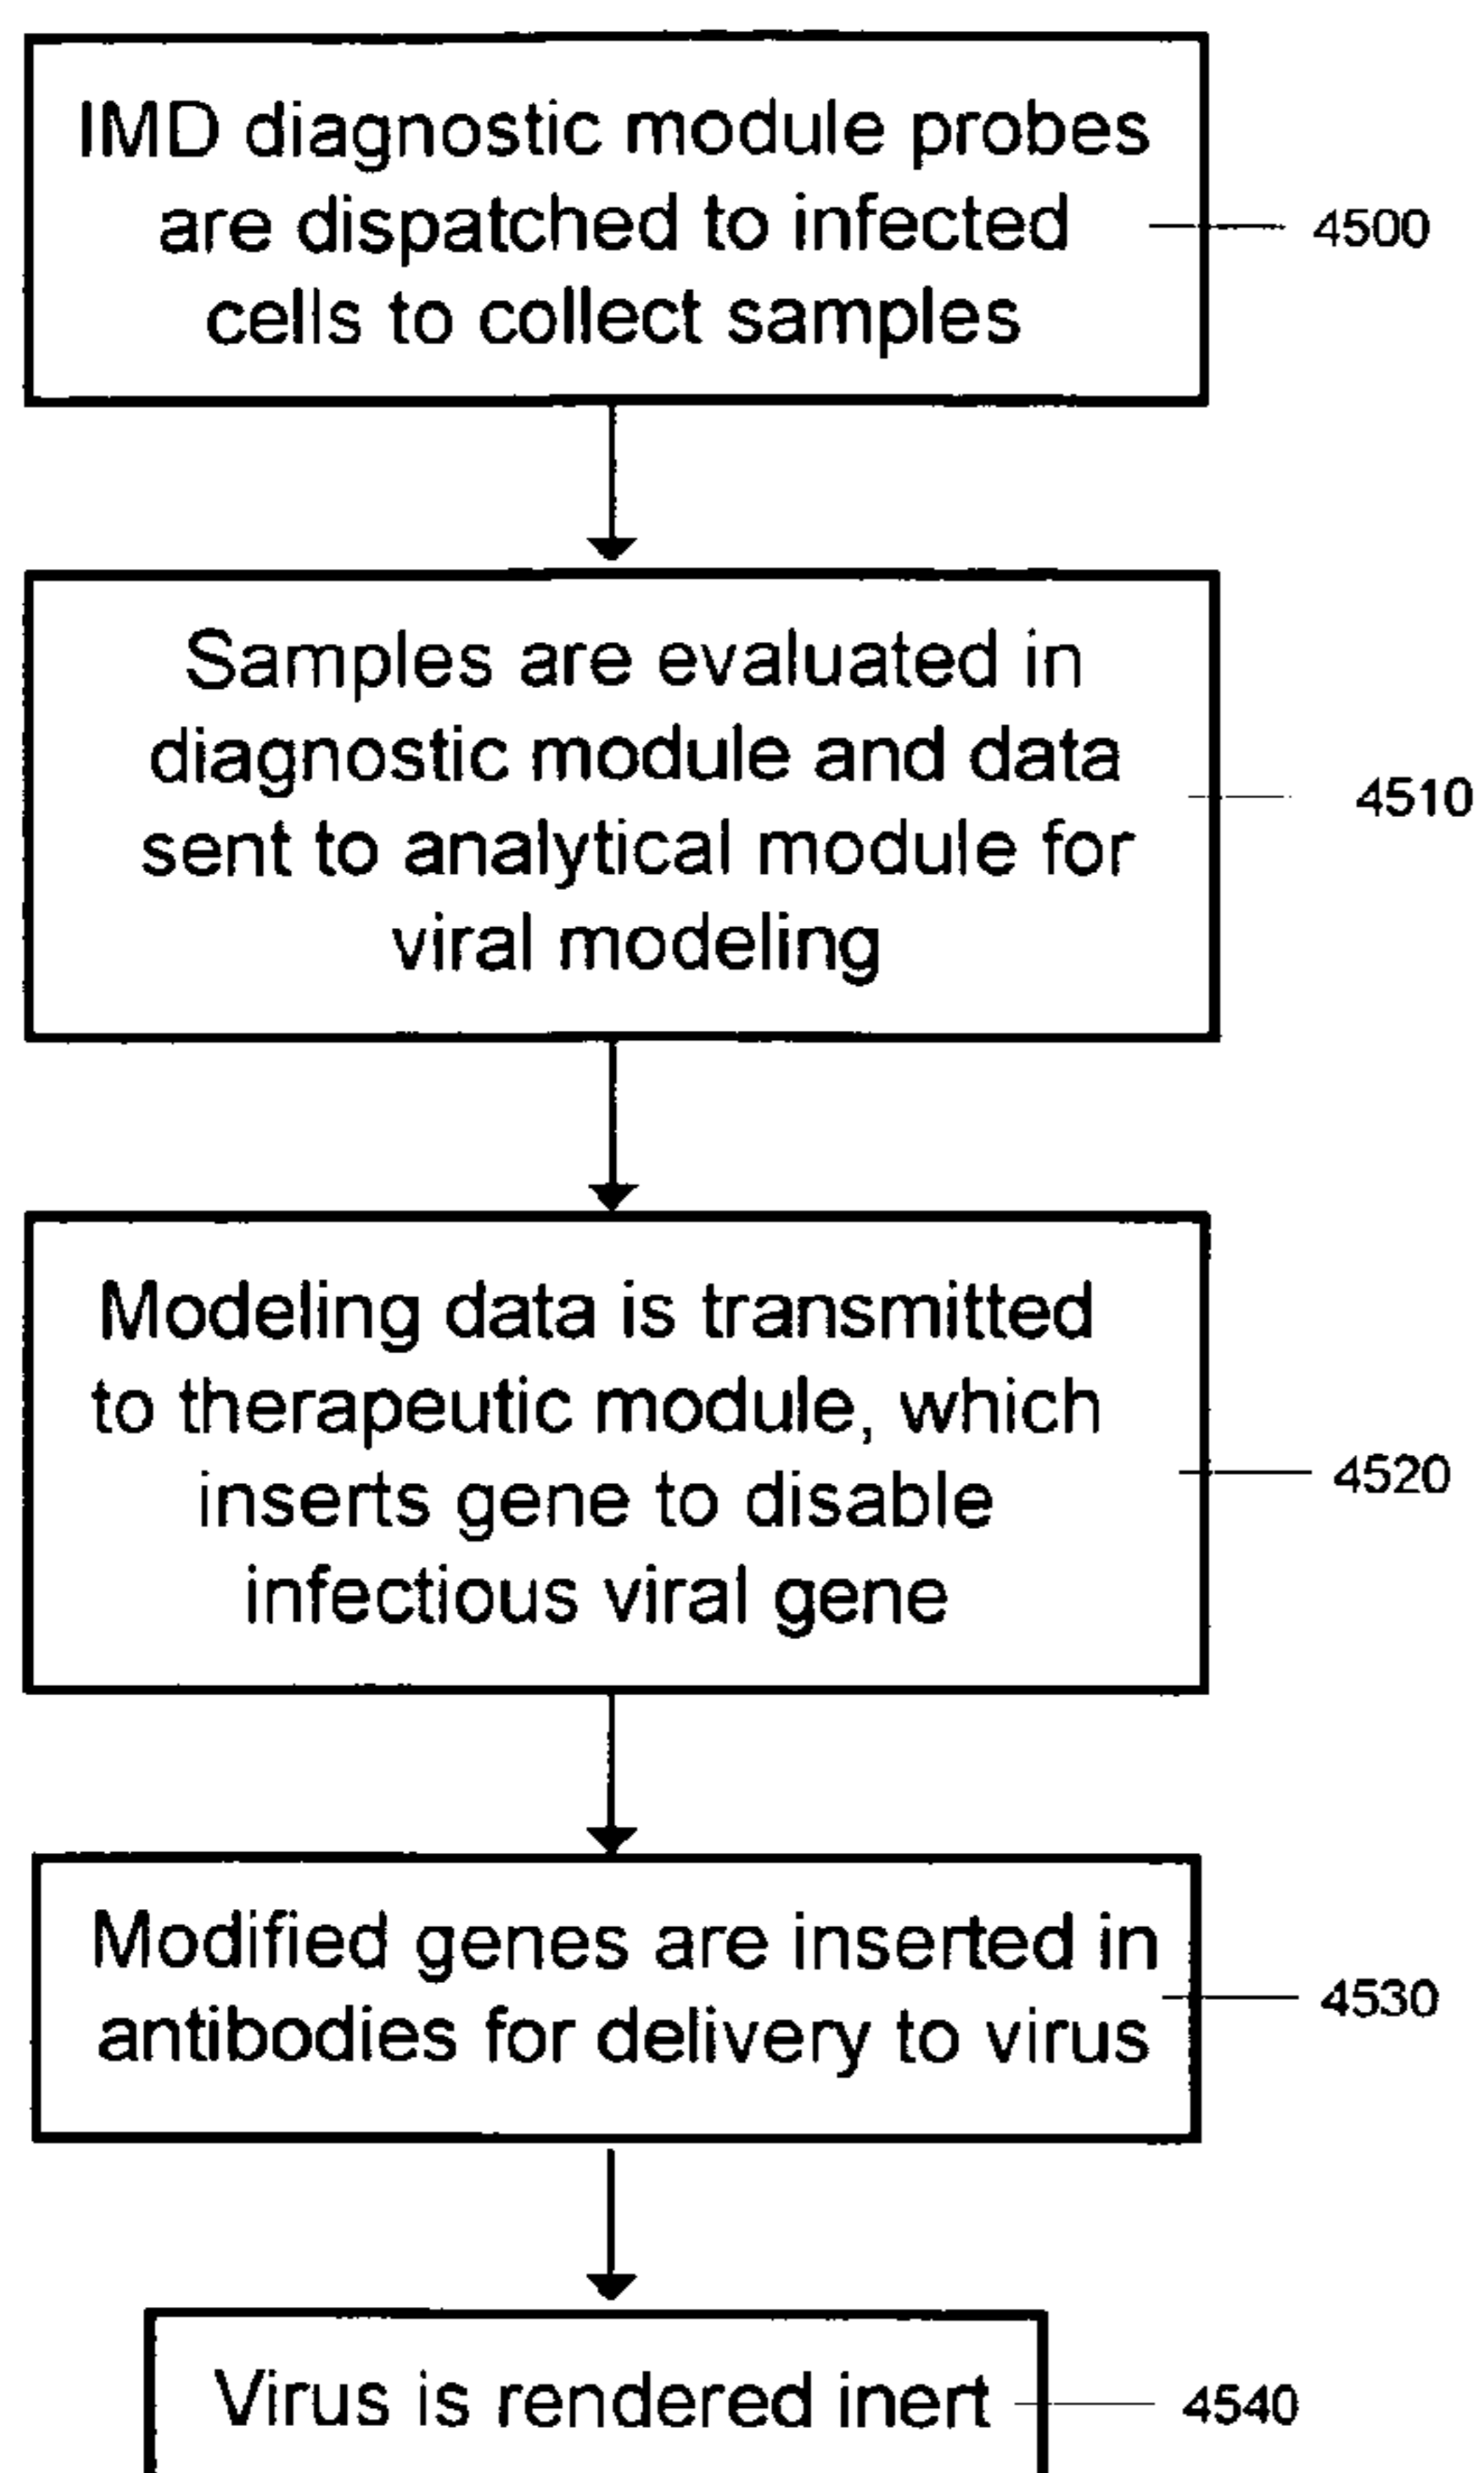 IMD diagnostic module probes
are dispatched to infected
cells to collect samples
4500
Samples are evaluated in
diagnostic module and data
sent to analytical module for
viral modeling
4510
Modeling data is transmitted
to therapeutic module, which
inserts gene to disable
infectious viral gene
4520
Modified genes are inserted in
antibodies for delivery to virus
4530
Virus is rendered inert
4540